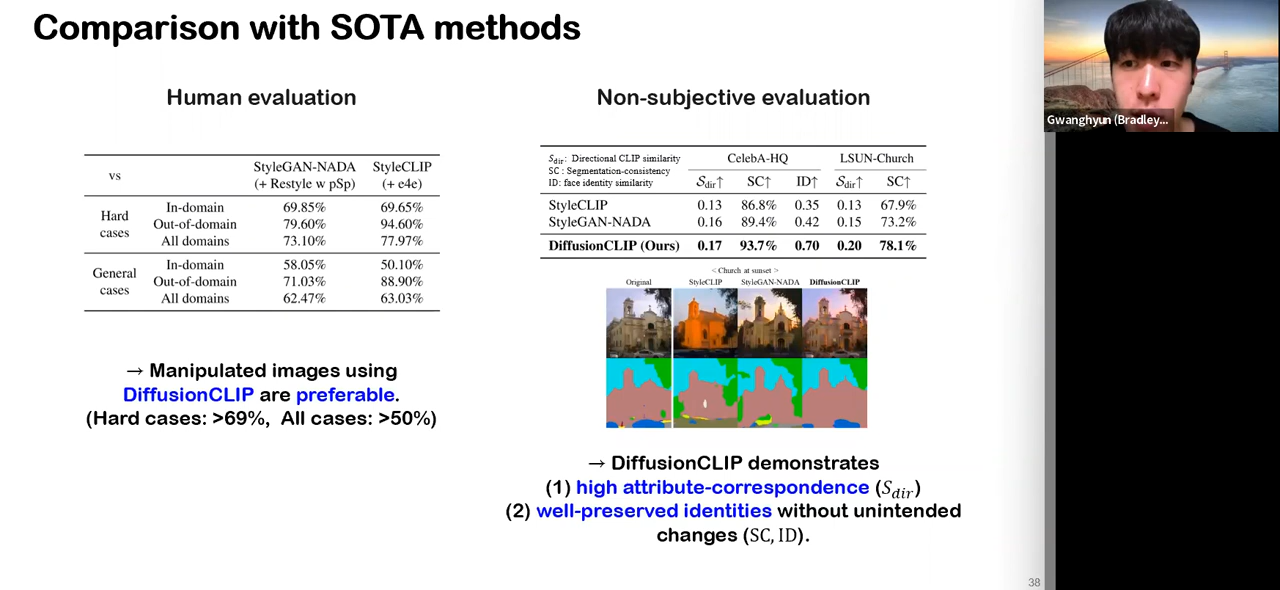 Comparison with SOTA methods
Human evaluation
vs StyleGAN-NADA (+ Restyle w pSp) StyleCLIP (+ e4e)
Hard cases
In-domain 69.85% 69.65%
Out-of-domain 79.60% 94.60%
All domains 73.10% 77.97%
General cases
In-domain 58.05% 50.10%
Out-of-domain 71.03% 88.90%
All domains 62.47% 63.03%
→ Manipulated images using
DiffusionCLIP are preferable.
(Hard cases: >69%, All cases: >50%)
Non-subjective evaluation
S_dir: Directional CLIP similarity
SC : Segmentation-consistency
ID: face identity similarity
CelebA-HQ LSUN-Church
S_dir↑ SC↑ ID↑ S_dir↑ SC↑
StyleCLIP 0.13 86.8% 0.35 0.13 67.9%
StyleGAN-NADA 0.16 89.4% 0.42 0.15 73.2%
DiffusionCLIP (Ours) 0.17 93.7% 0.70 0.20 78.1%
< Church at sunset >
Original StyleCLIP StyleGAN-NADA DiffusionCLIP
→ DiffusionCLIP demonstrates
(1) high attribute-correspondence (S_dir)
(2) well-preserved identities without unintended
changes (SC, ID).
38
Gwanghyun (Bradley...